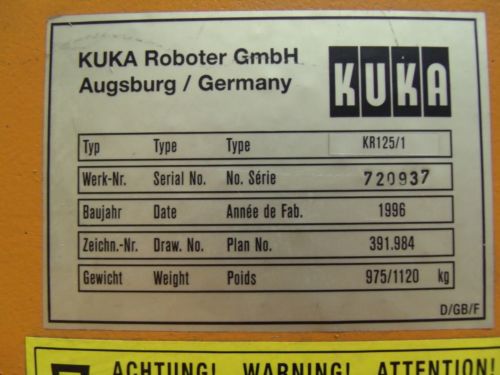 KUKA Roboter GmbH
Augsburg / Germany
KUKA
Typ Type Type KR125/1
Werk-Nr. Serial No. No. Série 720937
Baujahr Date Année de Fab. 1996
Zeichn.-Nr. Draw. No. Plan No. 391.984
Gewicht Weight Poids 975/1120 kg
D/GB/F
ACHTUNG! WARNING! ATTENTION!